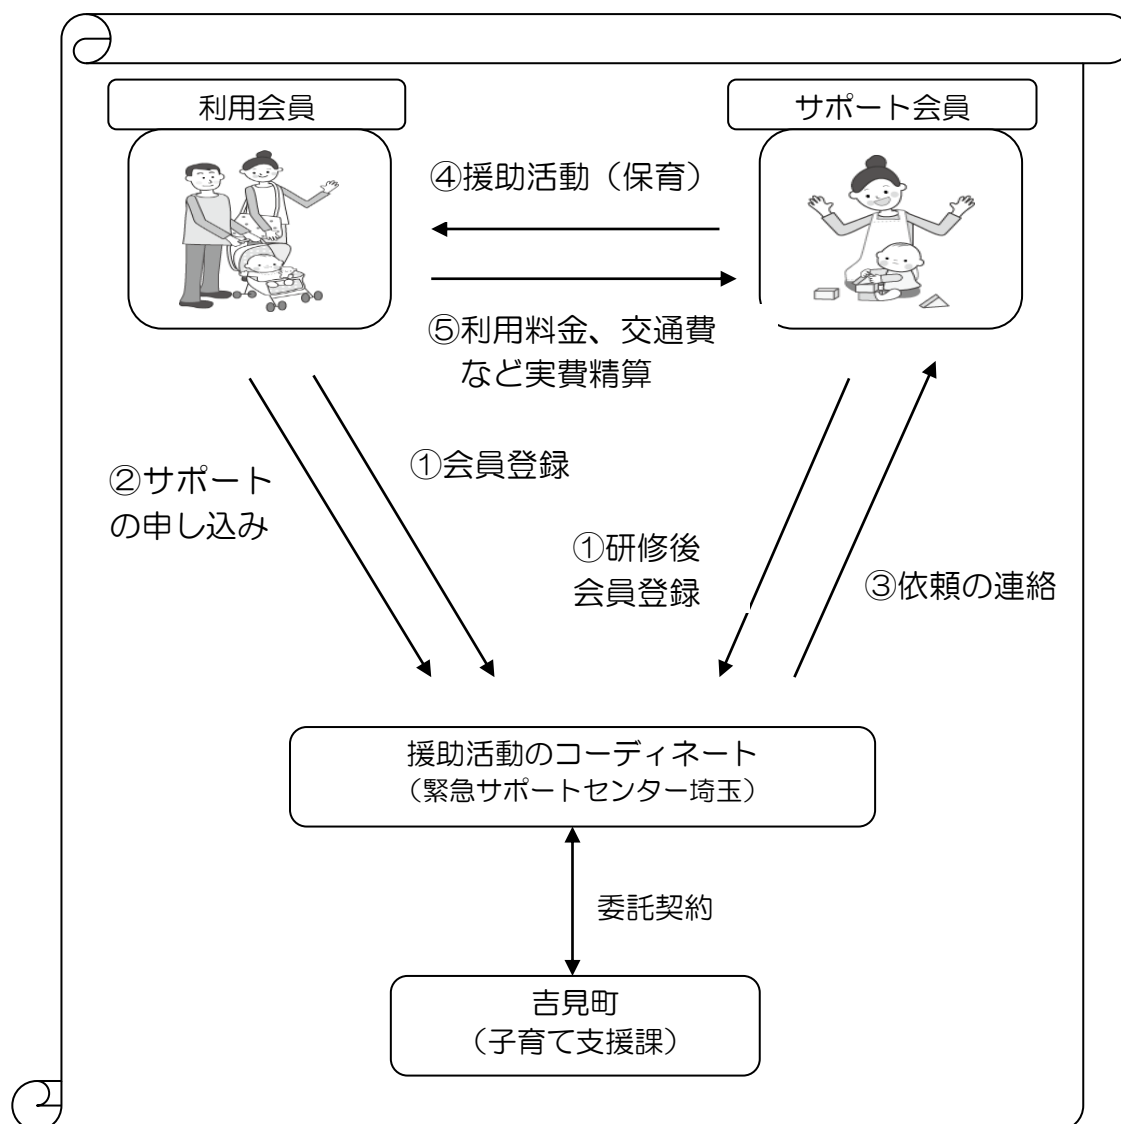 利用会員
サポート会員
④援助活動（保育）
⑤利用料金、交通費
など実費精算
②サポート
の申し込み
①会員登録
①研修後
会員登録
③依頼の連絡
援助活動のコーディネート
（緊急サポートセンター埼玉）
委託契約
吉見町
（子育て支援課）